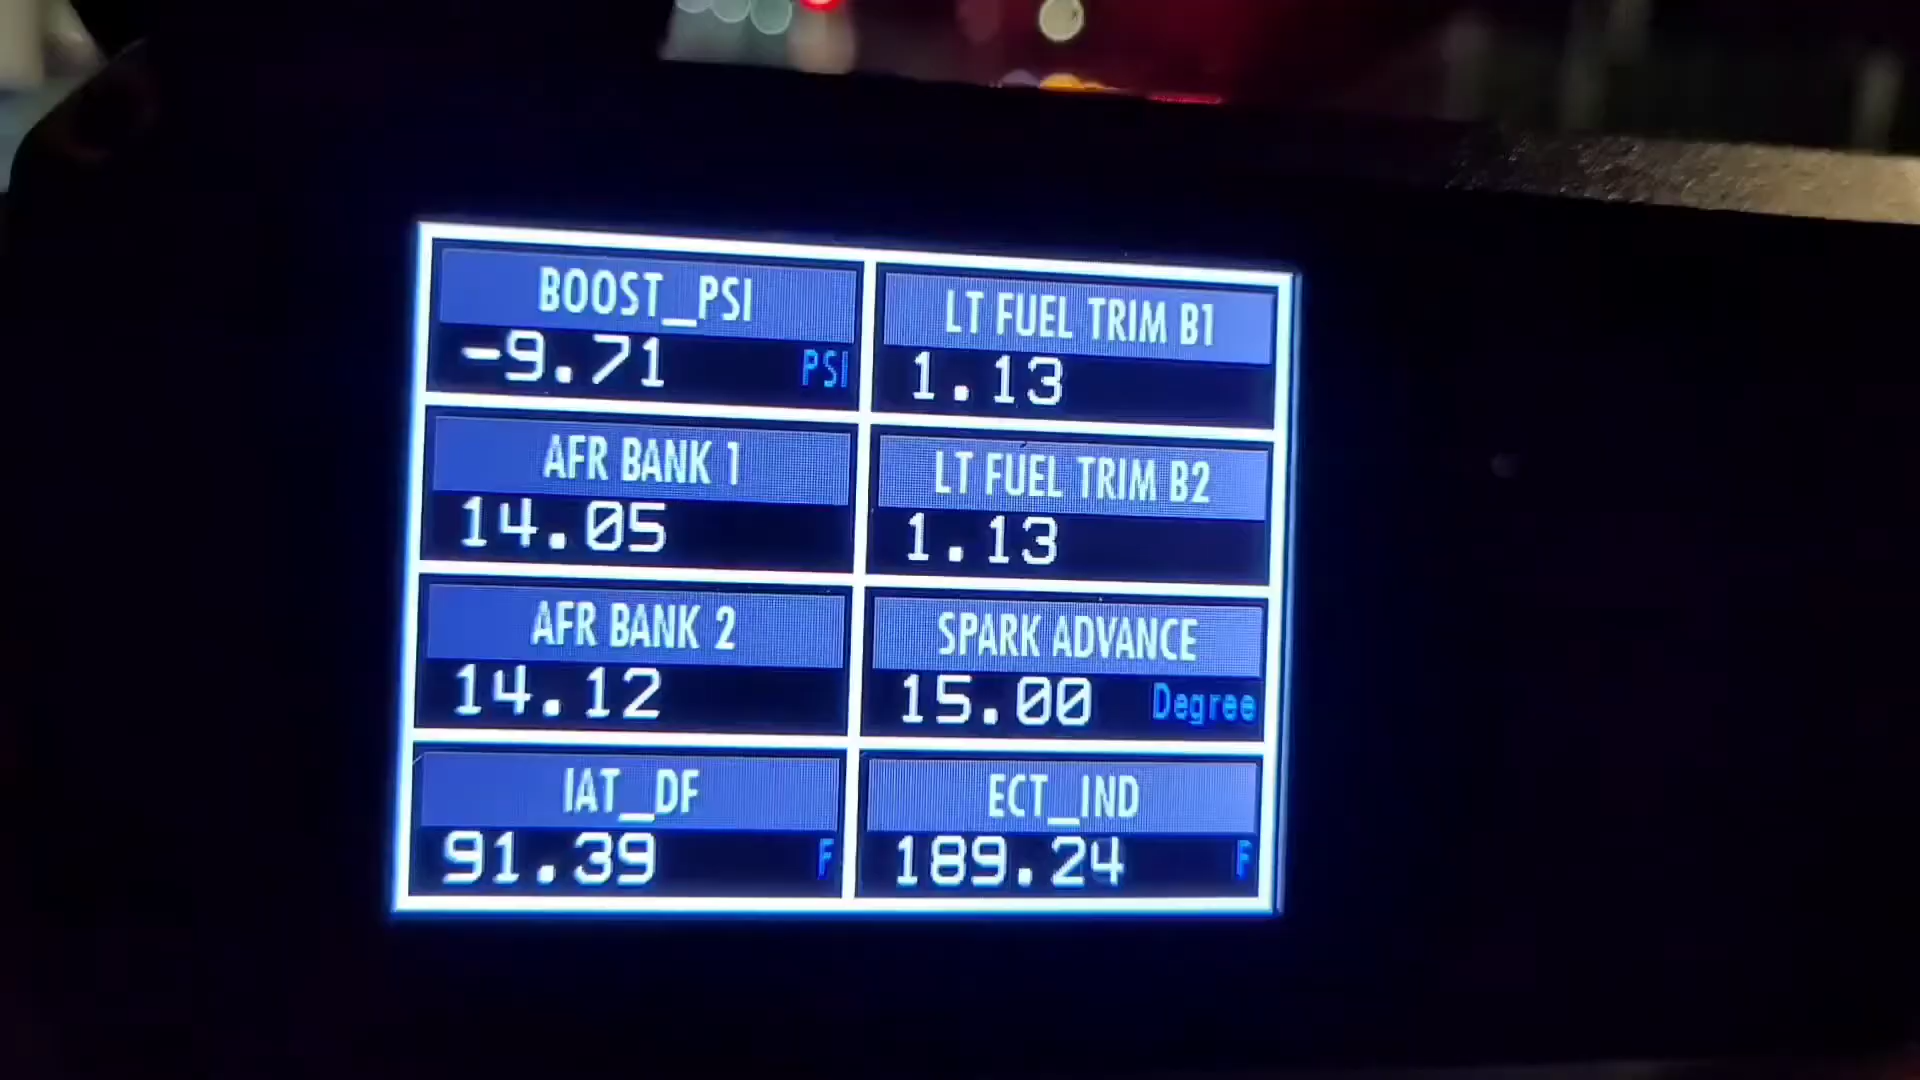 BOOST_PSI
-9.71 PSI
LT FUEL TRIM B1
1.13
AFR BANK 1
14.05
LT FUEL TRIM B2
1.13
AFR BANK 2
14.12
SPARK ADVANCE
15.00 Degree
IAT_DF
91.39 F
ECT_IND
189.24 F